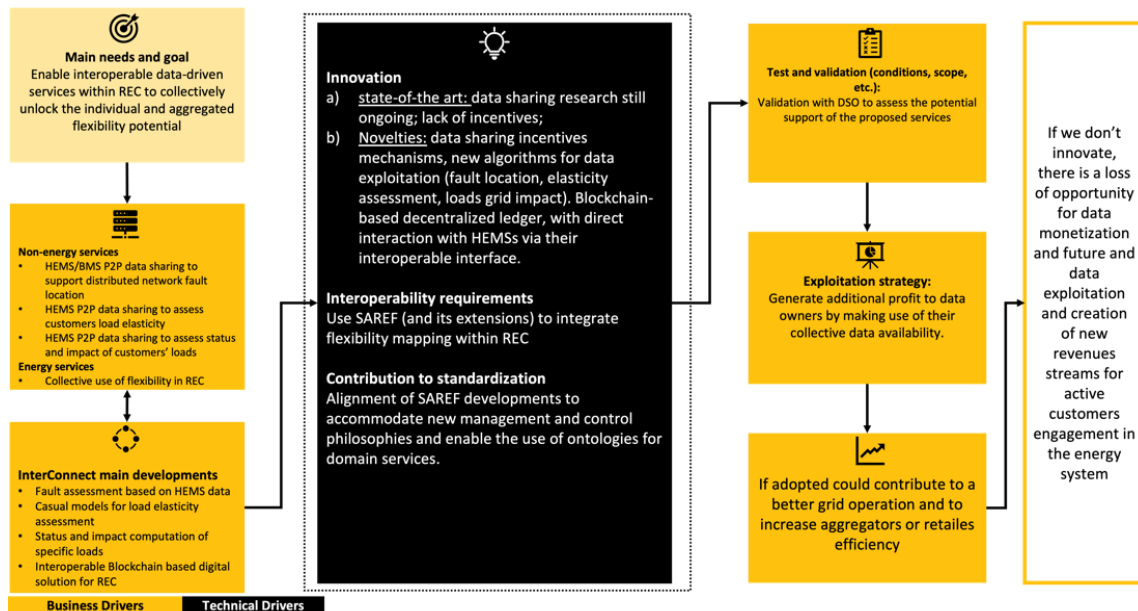 Main needs and goal
Enable interoperable data-driven
services within REC to collectively
unlock the individual and aggregated
flexibility potential
Non-energy services
• HEMS/BMS P2P data sharing to
support distributed network fault
location
• HEMS P2P data sharing to assess
customers load elasticity
• HEMS P2P data sharing to assess status
and impact of customers' loads
Energy services
• Collective use of flexibility in REC
InterConnect main developments
• Fault assessment based on HEMS data
• Casual models for load elasticity
assessment
• Status and impact computation of
specific loads
• Interoperable Blockchain based digital
solution for REC
Business Drivers
Technical Drivers
Innovation
a) state-of-the art: data sharing research still
ongoing; lack of incentives;
b) Novelties: data sharing incentives
mechanisms, new algorithms for data
exploitation (fault location, elasticity
assessment, loads grid impact). Blockchain-
based decentralized ledger, with direct
interaction with HEMSs via their
interoperable interface.
Interoperability requirements
Use SAREF (and its extensions) to integrate
flexibility mapping within REC
Contribution to standardization
Alignment of SAREF developments to
accommodate new management and control
philosophies and enable the use of ontologies for
domain services.
Test and validation (conditions, scope,
etc.):
Validation with DSO to assess the potential
support of the proposed services
Exploitation strategy:
Generate additional profit to data
owners by making use of their
collective data availability.
If adopted could contribute to a
better grid operation and to
increase aggregators or retailes
efficiency
If we don't
innovate,
there is a loss
of opportunity
for data
monetization
and future and
data
exploitation
and creation
of new
revenues
streams for
active
customers
engagement in
the energy
system